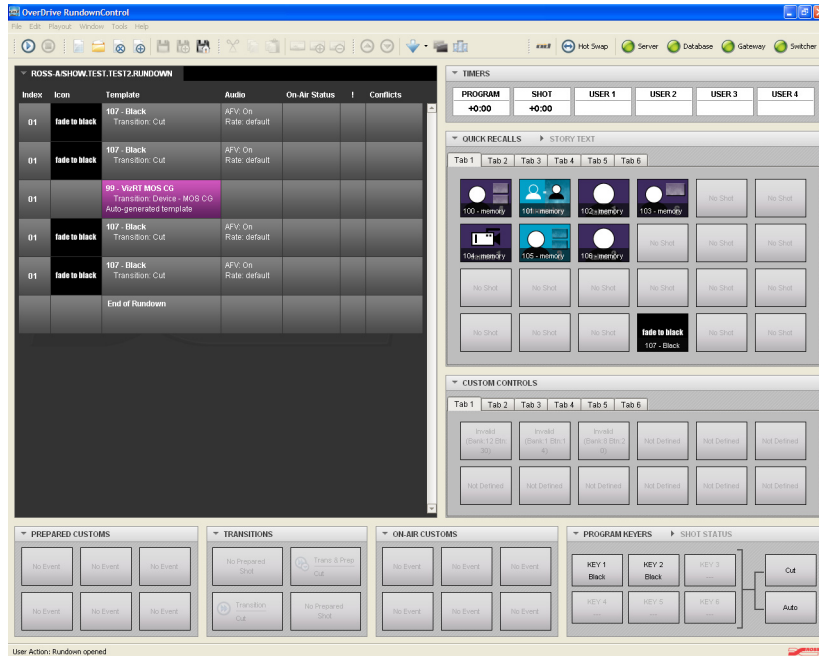 OverDrive RundownControl
File Edit Playout Window Tools Help
Hot Swap Server Database Gateway Switcher
ROSS-A/SHOW.TEST.TEST2.RUNDOWN
Index Icon Template Audio On-Air Status ! Conflicts
01 fade to black 107 - Black AFV: On
Transition: Cut Rate: default
01 fade to black 107 - Black AFV: On
Transition: Cut Rate: default
01 99 - VizRT MOS CG
Transition: Device - MOS CG
Auto-generated template
01 fade to black 107 - Black AFV: On
Transition: Cut Rate: default
01 fade to black 107 - Black AFV: On
Transition: Cut Rate: default
End of Rundown
TIMERS
PROGRAM SHOT USER 1 USER 2 USER 3 USER 4
+0:00 +0:00
QUICK RECALLS STORY TEXT
Tab 1 Tab 2 Tab 3 Tab 4 Tab 5 Tab 6
100 - memory 101 - memory 102 - memory 103 - memory No Shot No Shot
104 - memory 105 - memory 106 - memory No Shot No Shot No Shot
No Shot No Shot No Shot No Shot No Shot No Shot
No Shot No Shot No Shot fade to black No Shot No Shot
107 - Black
CUSTOM CONTROLS
Tab 1 Tab 2 Tab 3 Tab 4 Tab 5 Tab 6
Invalid Invalid Invalid Not Defined Not Defined Not Defined
(Bank:12 Btn: (Bank:1 Btn:1
4)
Not Defined Not Defined Not Defined Not Defined Not Defined Not Defined
PREPARED CUSTOMS
No Event No Event No Event
No Event No Event No Event
TRANSITIONS
No Prepared Shot Trans & Prep Cut
Transition Cut No Prepared Shot
ON-AIR CUSTOMS
No Event No Event No Event
No Event No Event No Event
PROGRAM KEYERS SHOT STATUS
KEY 1 KEY 2 KEY 3 Cut
Black Black ---
KEY 4 KEY 5 KEY 6 Auto
--- --- ---
User Action: Rundown opened